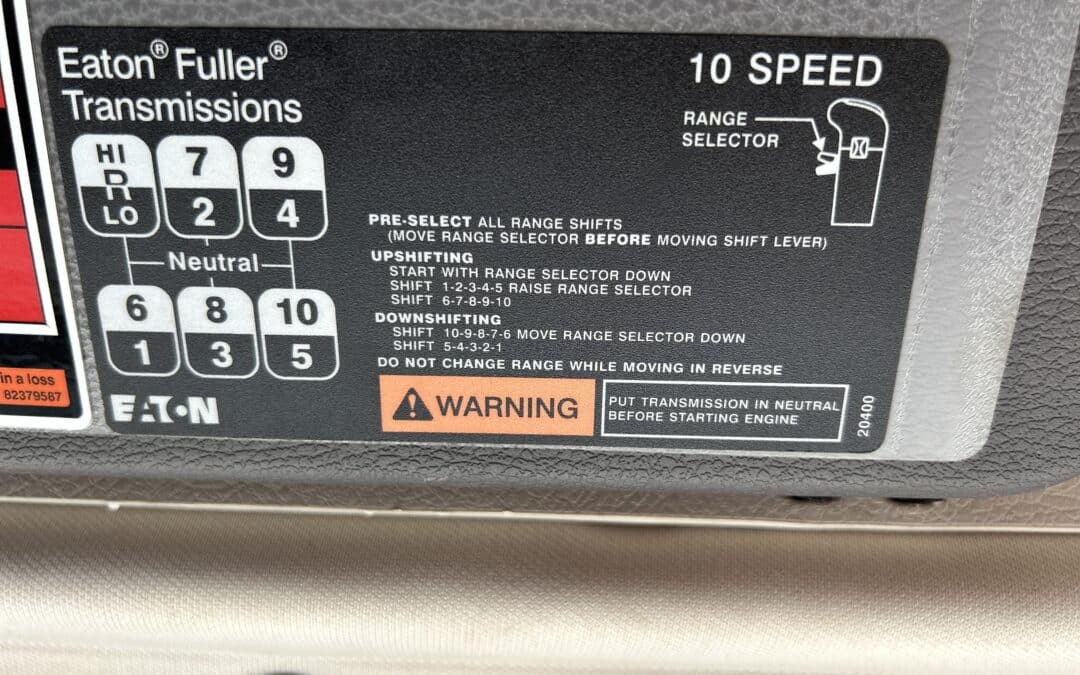 Eaton® Fuller®
Transmissions
10 SPEED
RANGE
SELECTOR
HI
R
LO
7
2
9
4
Neutral
6
1
8
3
10
5
PRE-SELECT ALL RANGE SHIFTS
(MOVE RANGE SELECTOR BEFORE MOVING SHIFT LEVER)
UPSHIFTING
START WITH RANGE SELECTOR DOWN
SHIFT 1-2-3-4-5 RAISE RANGE SELECTOR
SHIFT 6-7-8-9-10
DOWNSHIFTING
SHIFT 10-9-8-7-6 MOVE RANGE SELECTOR DOWN
SHIFT 5-4-3-2-1
DO NOT CHANGE RANGE WHILE MOVING IN REVERSE
WARNING
PUT TRANSMISSION IN NEUTRAL
BEFORE STARTING ENGINE
20400
EATON
in a loss
82379587